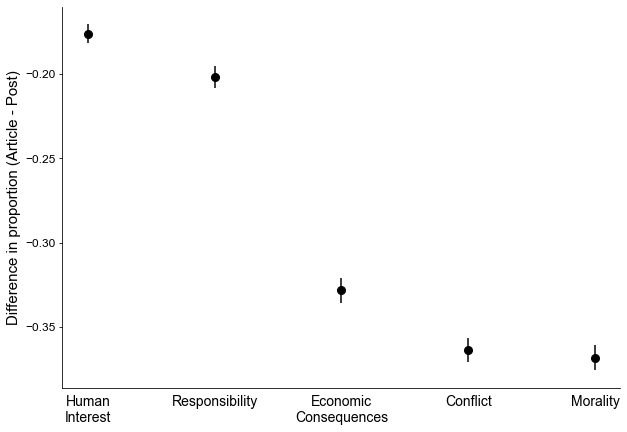 Difference in proportion (Article - Post)
−0.20
−0.25
−0.30
−0.35
Human
Interest
Responsibility
Economic
Consequences
Conflict
Morality